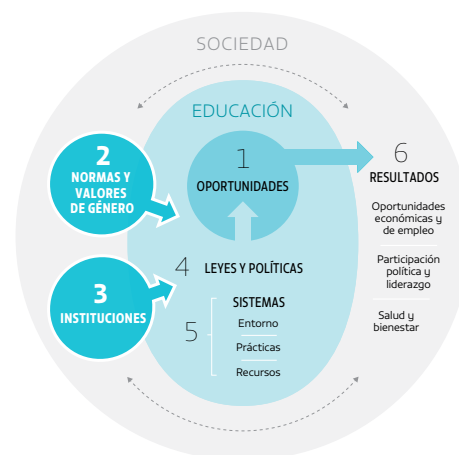 SOCIEDAD
EDUCACIÓN
1
OPORTUNIDADES
2
NORMAS Y
VALORES
DE GÉNERO
3
INSTITUCIONES
4 LEYES Y POLÍTICAS
5
SISTEMAS
Entorno
Prácticas
Recursos
6
RESULTADOS
Oportunidades
económicas y
de empleo
Participación
política y
liderazgo
Salud y
bienestar